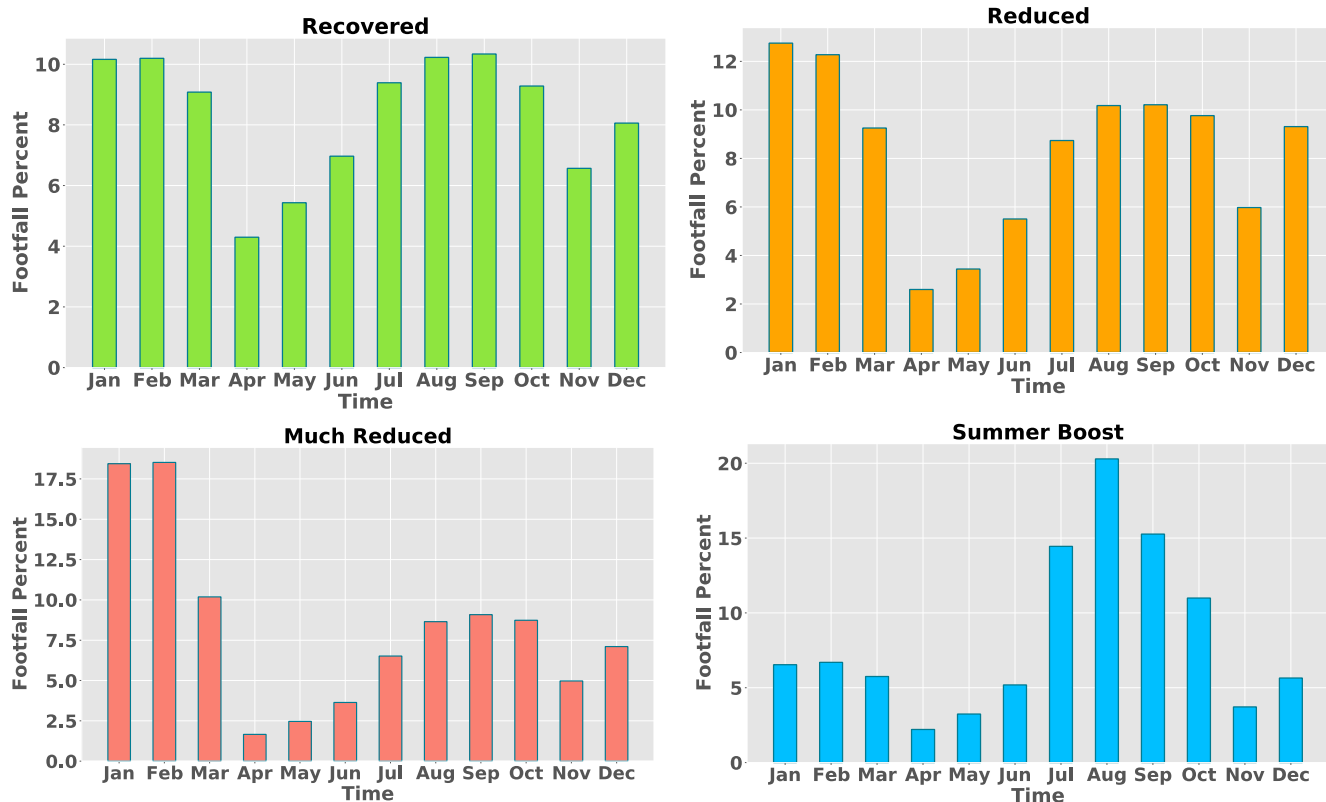 Recovered
Footfall Percent
10
8
6
4
2
0
Jan Feb Mar Apr May Jun Jul Aug Sep Oct Nov Dec
Time
Reduced
Footfall Percent
12
10
8
6
4
2
0
Jan Feb Mar Apr May Jun Jul Aug Sep Oct Nov Dec
Time
Much Reduced
Footfall Percent
17.5
15.0
12.5
10.0
7.5
5.0
2.5
0.0
Jan Feb Mar Apr May Jun Jul Aug Sep Oct Nov Dec
Time
Summer Boost
Footfall Percent
20
15
10
5
0
Jan Feb Mar Apr May Jun Jul Aug Sep Oct Nov Dec
Time